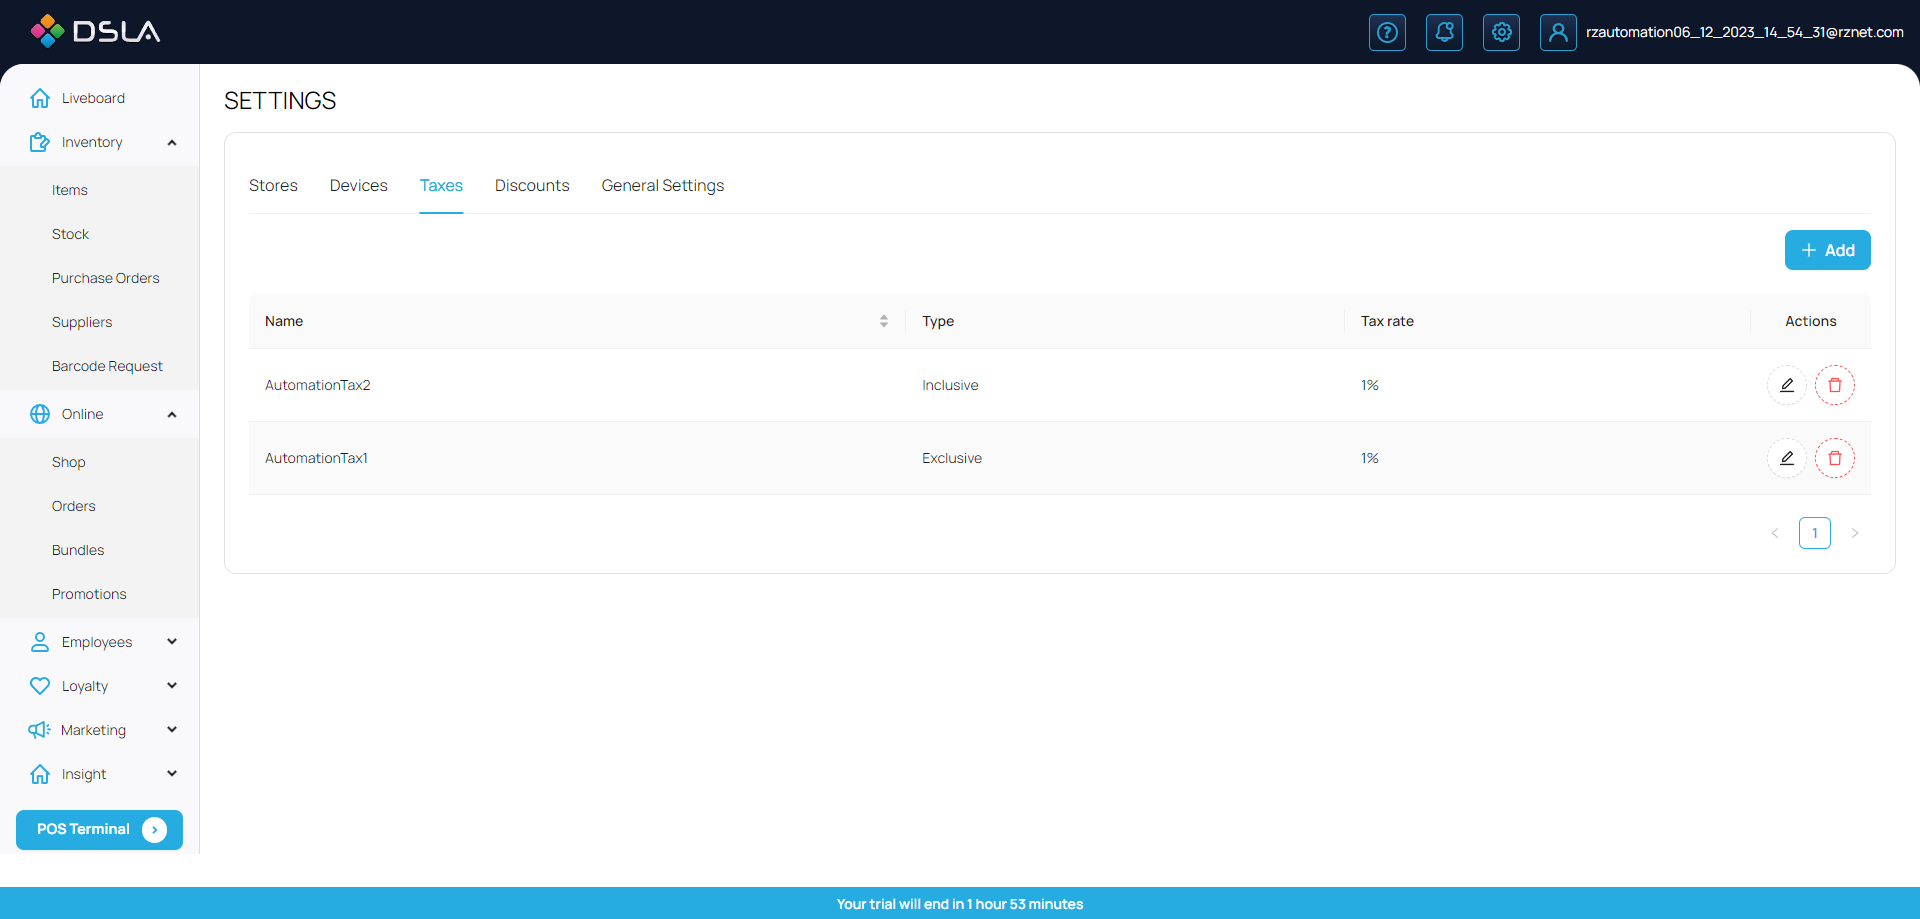 DSLA
rzautomation06_12_2023_14_54_31@rznet.com
Liveboard
Inventory
Items
Stock
Purchase Orders
Suppliers
Barcode Request
Online
Shop
Orders
Bundles
Promotions
Employees
Loyalty
Marketing
Insight
POS Terminal
SETTINGS
Stores Devices Taxes Discounts General Settings
+ Add
Name Type Tax rate Actions
AutomationTax2 Inclusive 1%
AutomationTax1 Exclusive 1%
< 1 >
Your trial will end in 1 hour 53 minutes